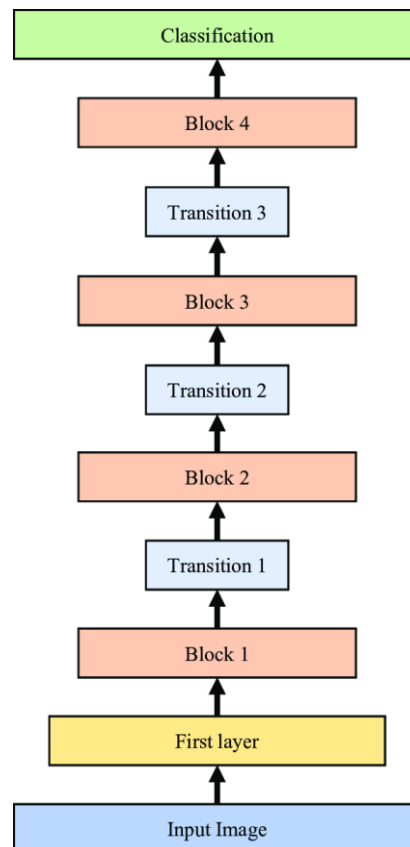 Classification
Block 4
Transition 3
Block 3
Transition 2
Block 2
Transition 1
Block 1
First layer
Input Image